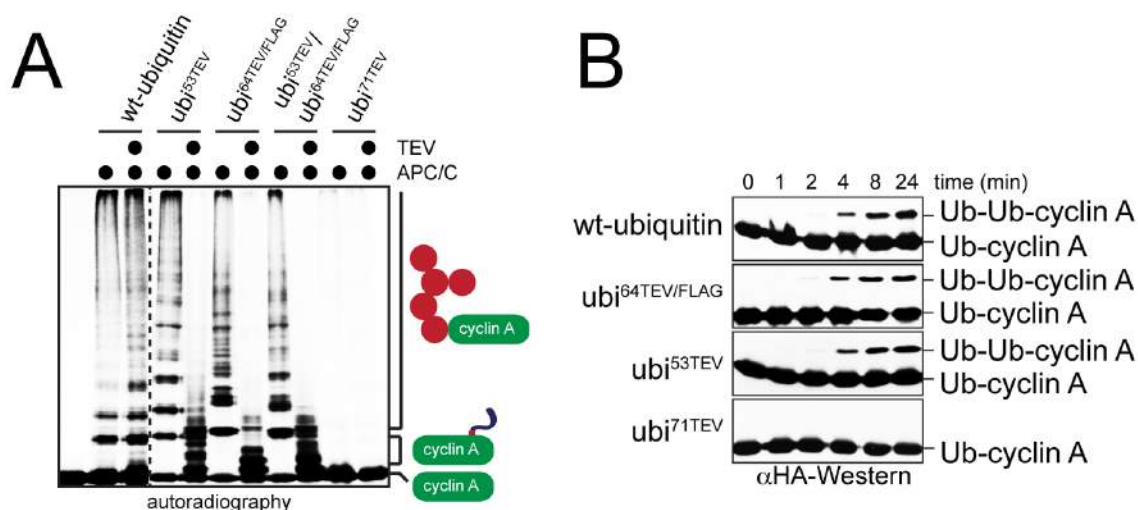 A
wt-ubiquitin
ubi53TEV
ubi64TEV/FLAG
ubi53TEV/
ubi64TEV/FLAG
ubi71TEV
TEV
APC/C
cyclin A
cyclin A
cyclin A
autoradiography
B
0 1 2 4 8 24 time (min)
wt-ubiquitin
Ub-Ub-cyclin A
Ub-cyclin A
ubi64TEV/FLAG
Ub-Ub-cyclin A
Ub-cyclin A
ubi53TEV
Ub-Ub-cyclin A
Ub-cyclin A
ubi71TEV
Ub-cyclin A
αHA-Western